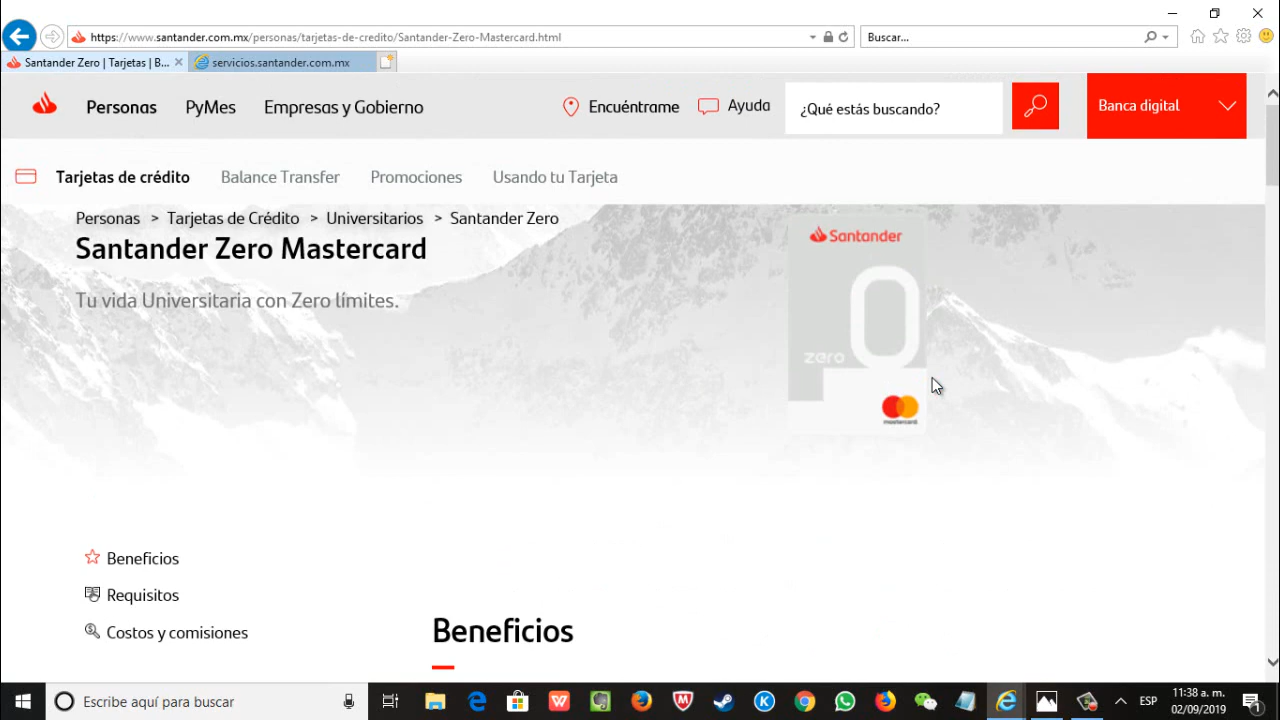 https://www.santander.com.mx/personas/tarjetas-de-credito/Santander-Zero-Mastercard.html
Buscar...
Santander Zero | Tarjetas | B...
servicios.santander.com.mx
Personas
PyMes
Empresas y Gobierno
Encuéntrame
Ayuda
¿Qué estás buscando?
Banca digital
Tarjetas de crédito
Balance Transfer
Promociones
Usando tu Tarjeta
Personas > Tarjetas de Crédito > Universitarios > Santander Zero
Santander Zero Mastercard
Tu vida Universitaria con Zero límites.
Santander
0
zero
mastercard
Beneficios
Requisitos
Costos y comisiones
Beneficios
Escribe aquí para buscar
ESP
11:38 a. m.
02/09/2019
1